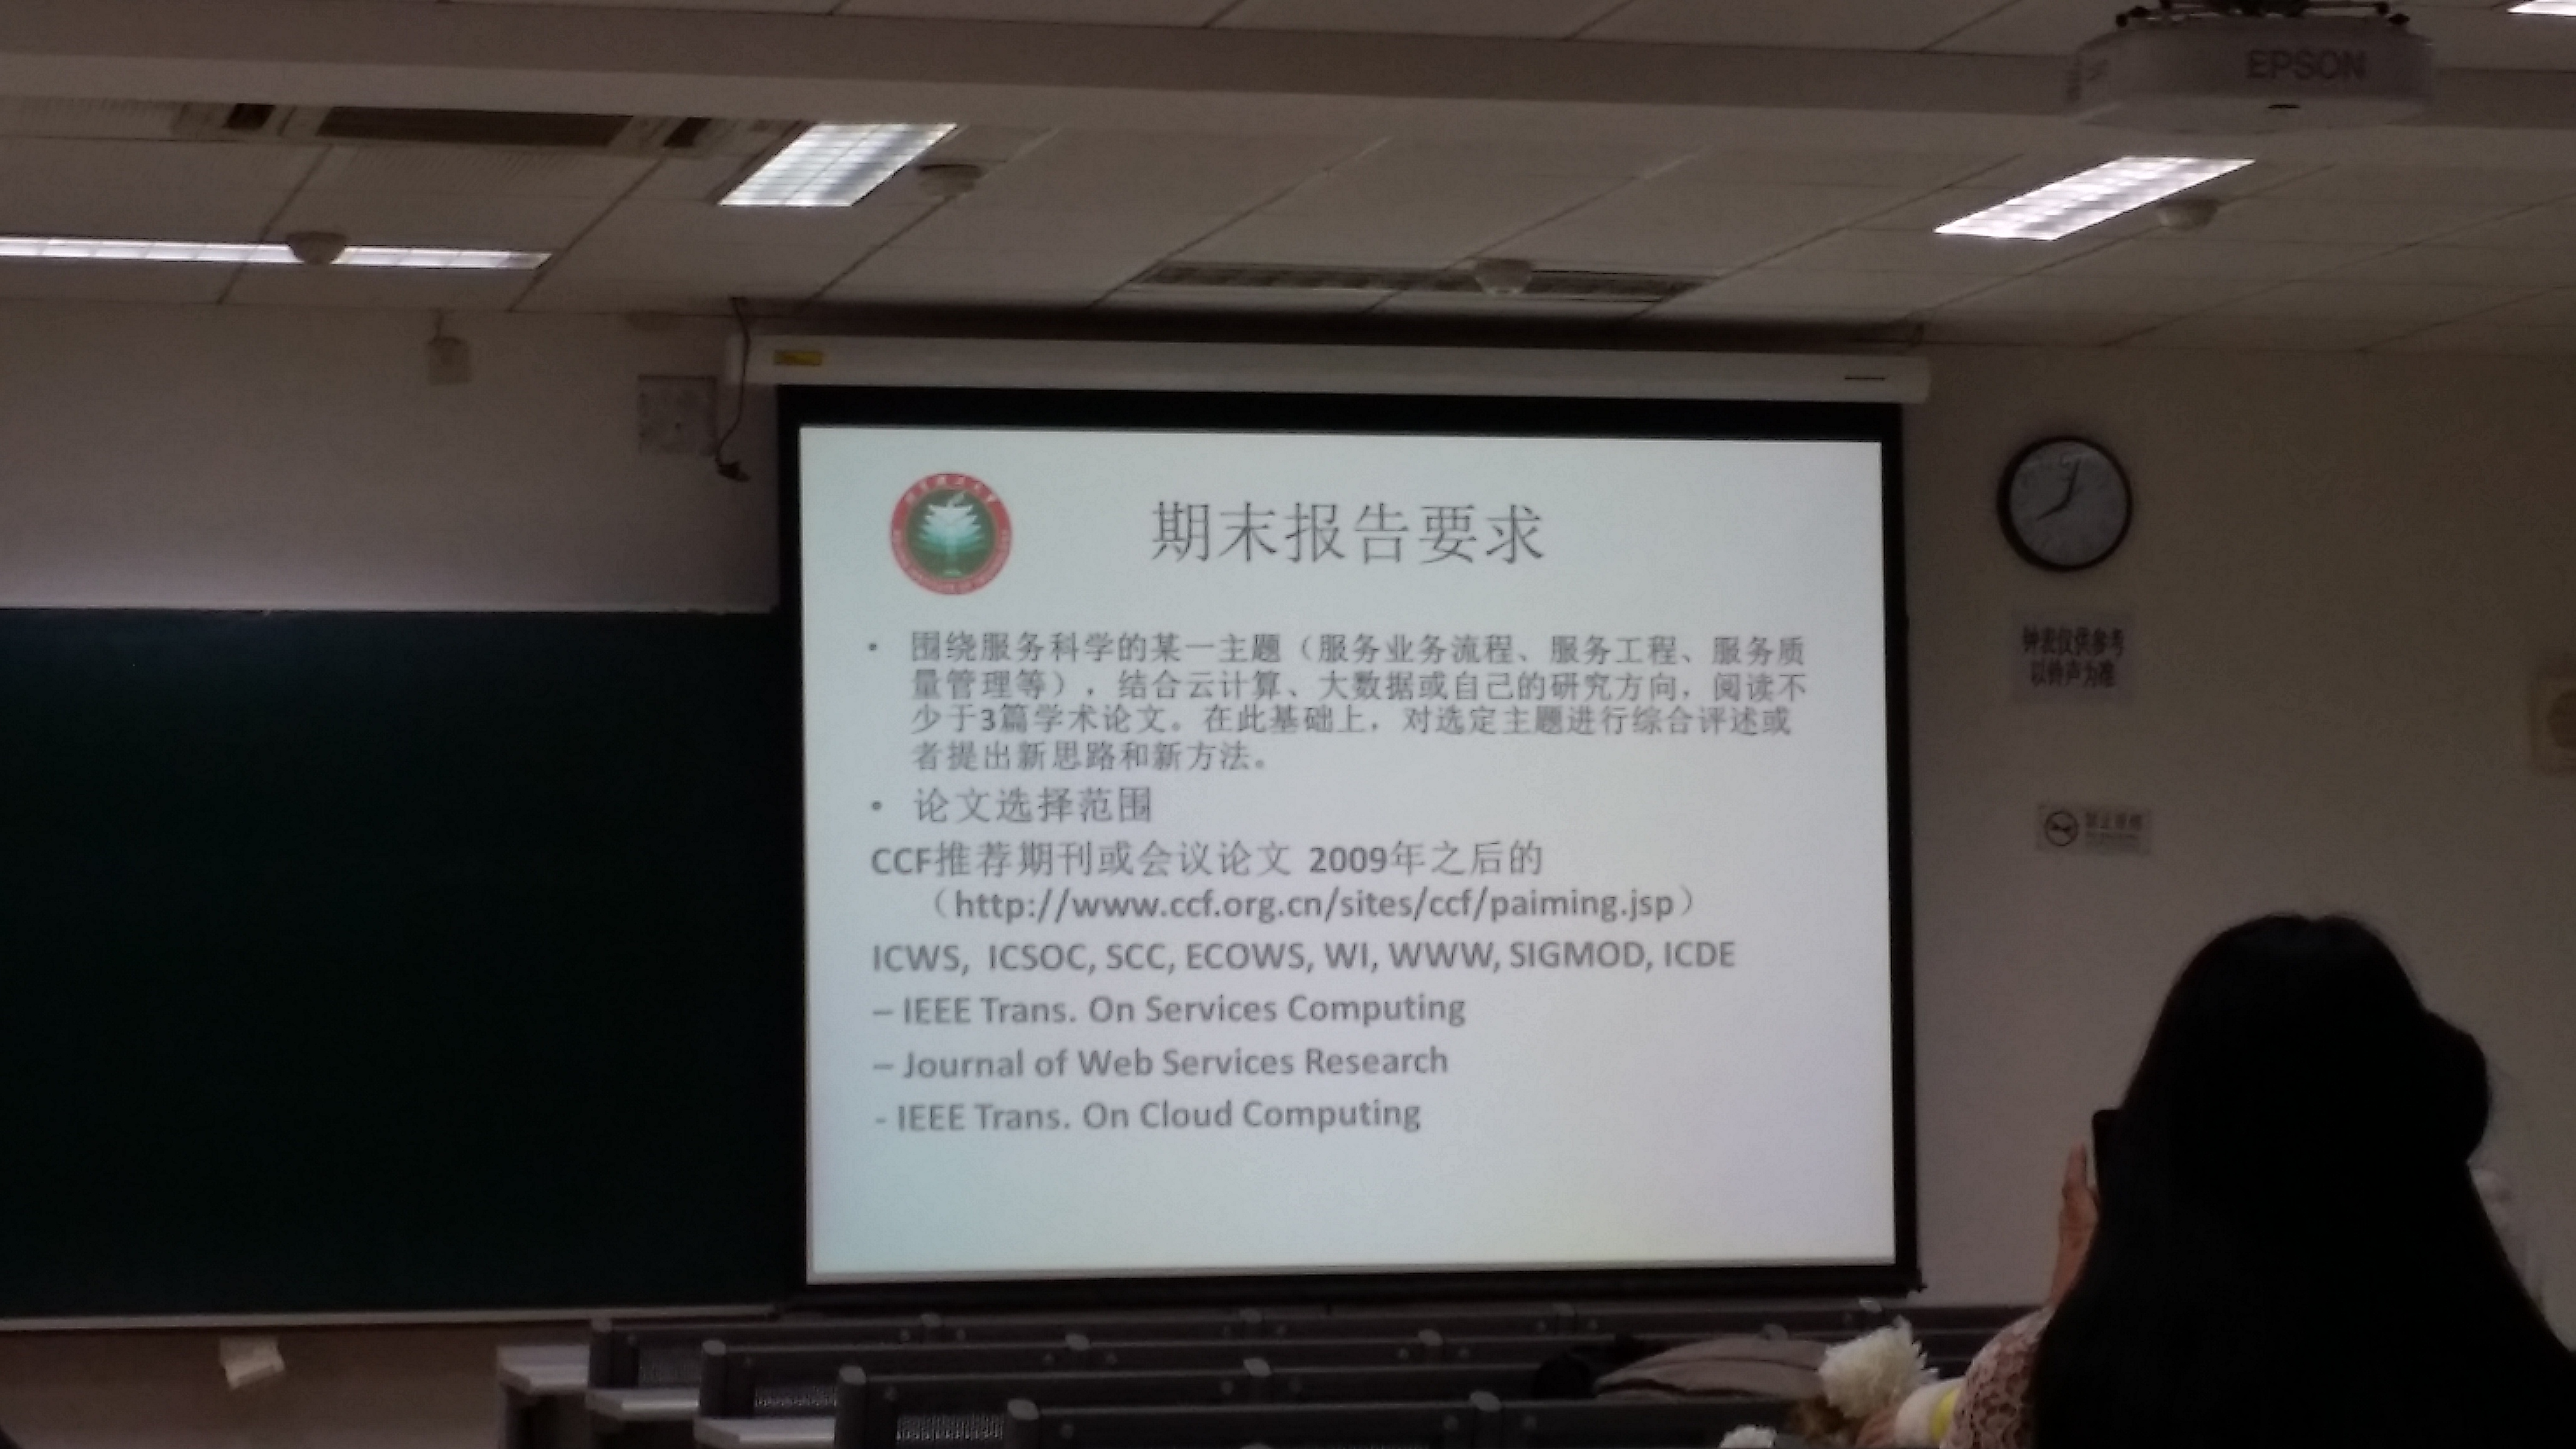 EPSON
期末报告要求
• 围绕服务科学的某一主题（服务业务流程、服务工程、服务质
量管理等），结合云计算、大数据或自己的研究方向，阅读不
少于3篇学术论文。在此基础上，对选定主题进行综合评述或
者提出新思路和新方法。
• 论文选择范围
CCF推荐期刊或会议论文 2009年之后的
（http://www.ccf.org.cn/sites/ccf/paiming.jsp）
ICWS, ICSOC, SCC, ECOWS, WI, WWW, SIGMOD, ICDE
– IEEE Trans. On Services Computing
– Journal of Web Services Research
- IEEE Trans. On Cloud Computing
钟表仅供参考
以铃声为准